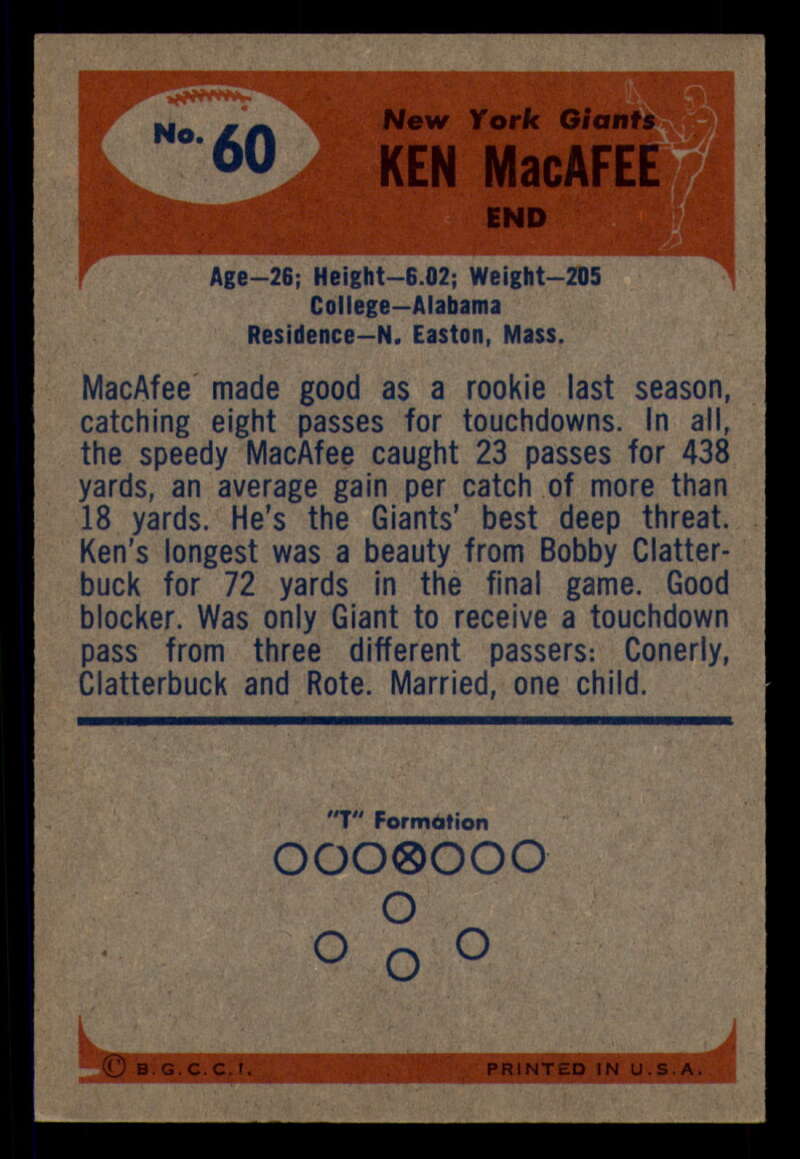 No. 60
New York Giants
KEN MacAFEE
END
Age—26; Height—6.02; Weight—205
College—Alabama
Residence—N. Easton, Mass.
MacAfee made good as a rookie last season,
catching eight passes for touchdowns. In all,
the speedy MacAfee caught 23 passes for 438
yards, an average gain per catch of more than
18 yards. He's the Giants' best deep threat.
Ken's longest was a beauty from Bobby Clatter-
buck for 72 yards in the final game. Good
blocker. Was only Giant to receive a touchdown
pass from three different passers: Conerly,
Clatterbuck and Rote. Married, one child.
"T" Formation
© B.G.C.C.I.
PRINTED IN U.S.A.